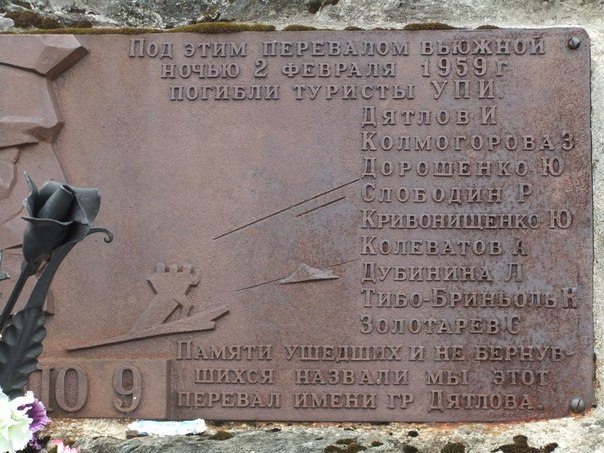 Под этим перевалом вьюжной
ночью 2 февраля 1959 г
погибли туристы УПИ.
Дятлов И
Колмогорова З
Дорошенко Ю
Слободин Р
Кривонищенко Ю
Колеватов А
Дубинина Л
Тибо-Бриньоль Н
Золотарев С
Памяти ушедших и не вернув-
шихся назвали мы этот
перевал имени гр Дятлова.
1079